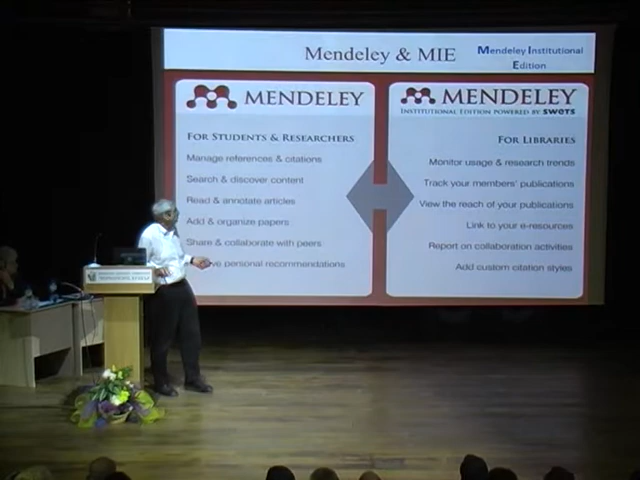 Mendeley & MIE
Mendeley Institutional
Edition
MENDELEY
FOR STUDENTS & RESEARCHERS
Manage references & citations
Search & discover content
Read & annotate articles
Add & organize papers
Share & collaborate with peers
ve personal recommendations
MENDELEY
INSTITUTIONAL EDITION POWERED BY swets
FOR LIBRARIES
Monitor usage & research trends
Track your members' publications
View the reach of your publications
Link to your e-resources
Report on collaboration activities
Add custom citation styles